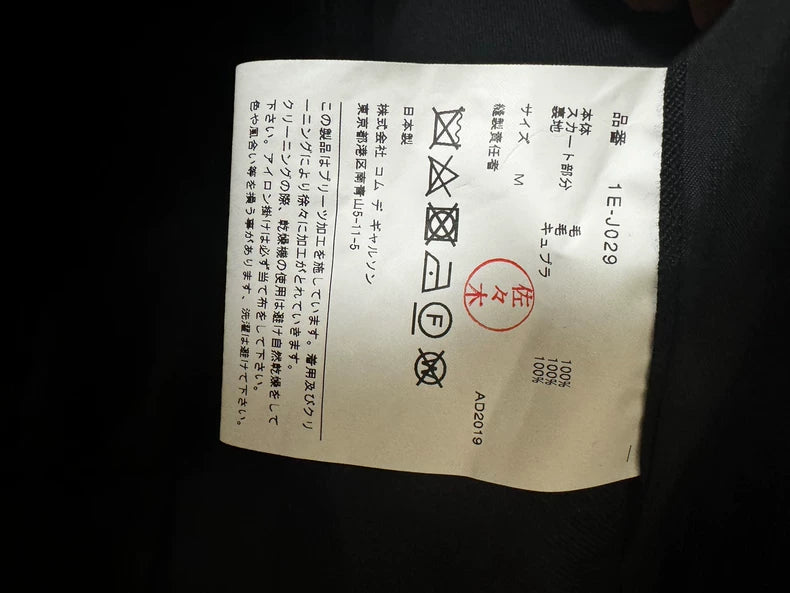 品番 1E-J029
本体 毛 100%
スカート部分 毛 100%
裏地 キュプラ 100%
サイズ M
縫製責任者 佐々木
AD2019
F
日本製
株式会社 コム デ ギャルソン
東京都港区南青山5-11-5
この製品はプリーツ加工を施しています。着用及びクリ
ーニングにより徐々に加工がとれていきます。
クリーニングの際、乾燥機の使用は避け自然乾燥をして
下さい。アイロン掛けは必ず当て布をして下さい。
色や風合い等を損う事があります、洗濯は避けて下さい。